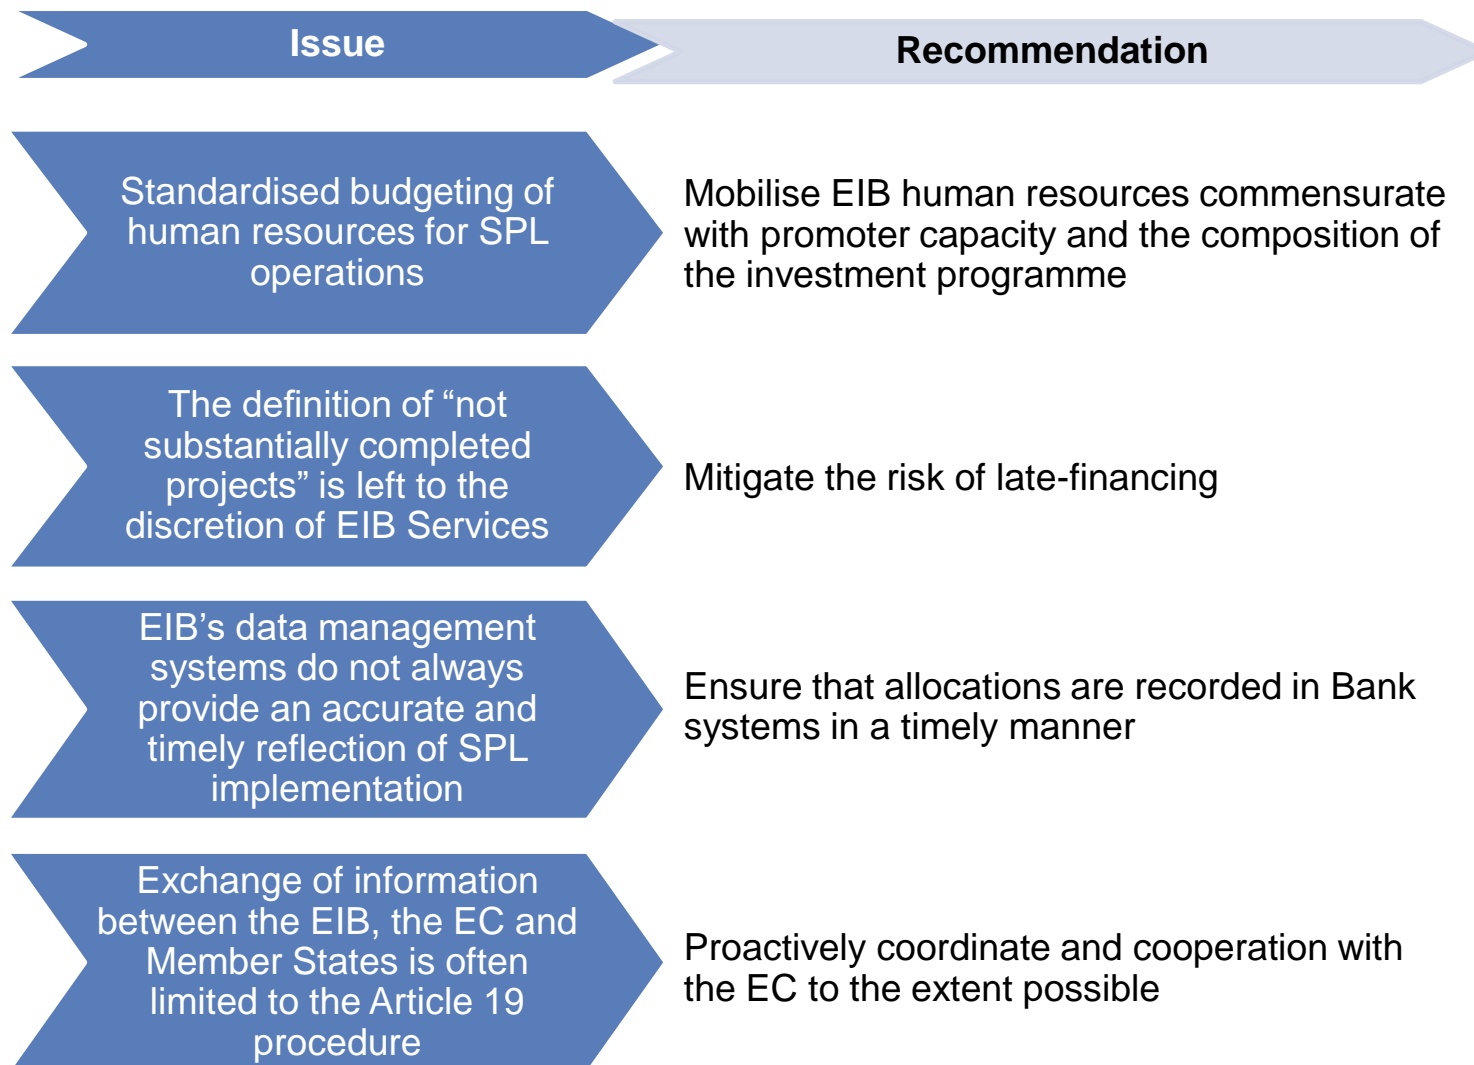 Issue
Recommendation
Standardised budgeting of
human resources for SPL
operations
Mobilise EIB human resources commensurate
with promoter capacity and the composition of
the investment programme
The definition of “not
substantially completed
projects” is left to the
discretion of EIB Services
Mitigate the risk of late-financing
EIB’s data management
systems do not always
provide an accurate and
timely reflection of SPL
implementation
Ensure that allocations are recorded in Bank
systems in a timely manner
Exchange of information
between the EIB, the EC and
Member States is often
limited to the Article 19
procedure
Proactively coordinate and cooperation with
the EC to the extent possible